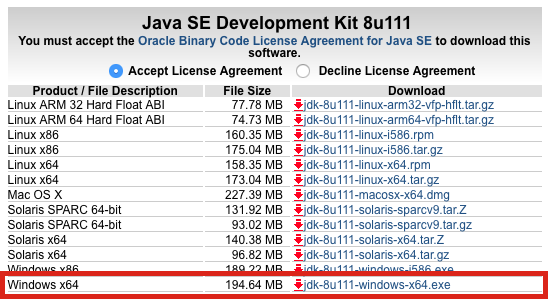 Java SE Development Kit 8u111
You must accept the Oracle Binary Code License Agreement for Java SE to download this
software.
Accept License Agreement Decline License Agreement
Product / File Description File Size Download
Linux ARM 32 Hard Float ABI 77.78 MB jdk-8u111-linux-arm32-vfp-hflt.tar.gz
Linux ARM 64 Hard Float ABI 74.73 MB jdk-8u111-linux-arm64-vfp-hflt.tar.gz
Linux x86 160.35 MB jdk-8u111-linux-i586.rpm
Linux x86 175.04 MB jdk-8u111-linux-i586.tar.gz
Linux x64 158.35 MB jdk-8u111-linux-x64.rpm
Linux x64 173.04 MB jdk-8u111-linux-x64.tar.gz
Mac OS X 227.39 MB jdk-8u111-macosx-x64.dmg
Solaris SPARC 64-bit 131.92 MB jdk-8u111-solaris-sparcv9.tar.Z
Solaris SPARC 64-bit 93.02 MB jdk-8u111-solaris-sparcv9.tar.gz
Solaris x64 140.38 MB jdk-8u111-solaris-x64.tar.Z
Solaris x64 96.82 MB jdk-8u111-solaris-x64.tar.gz
Windows x86 189.22 MB jdk-8u111-windows-i586.exe
Windows x64 194.64 MB jdk-8u111-windows-x64.exe